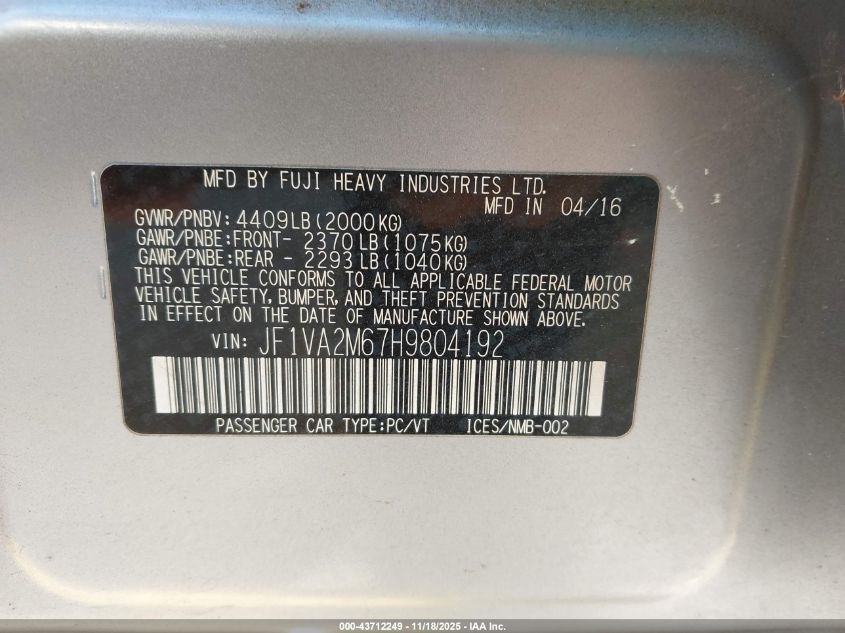 MFD BY FUJI HEAVY INDUSTRIES LTD.
MFD IN 04/16
GVWR/PNBV: 4409LB(2000KG)
GAWR/PNBE:FRONT- 2370LB(1075KG)
GAWR/PNBE:REAR - 2293LB(1040KG)
THIS VEHICLE CONFORMS TO ALL APPLICABLE FEDERAL MOTOR
VEHICLE SAFETY, BUMPER, AND THEFT PREVENTION STANDARDS
IN EFFECT ON THE DATE OF MANUFACTURE SHOWN ABOVE.
VIN: JF1VA2M67H9804192
PASSENGER CAR TYPE:PC/VT ICES/NMB-002
000-43712249 - 11/18/2025 - IAA Inc.